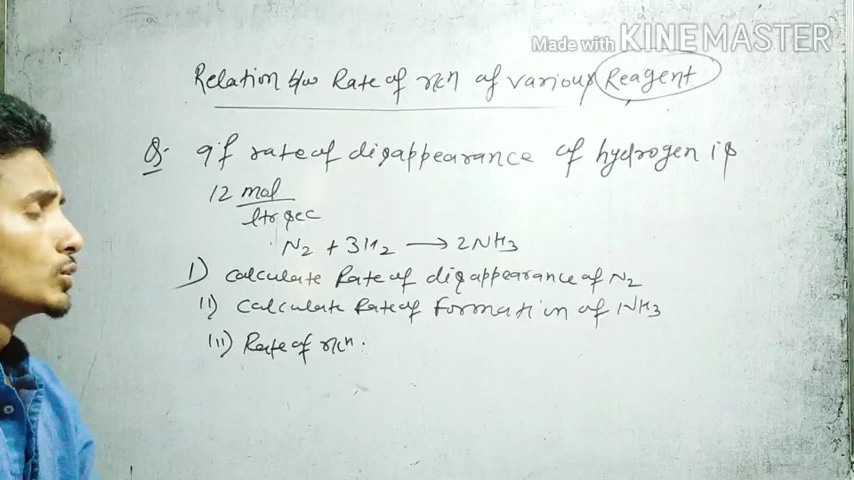 Made with KINEMASTER
Relation b/w Rate of rxn of various Reagent
Q. If rate of disappearance of hydrogen is
12 mol
ltr sec
N2 + 3H2 → 2NH3
I) Calculate Rate of disappearance of N2
II) Calculate Rate of formation of NH3
III) Rate of rxn.